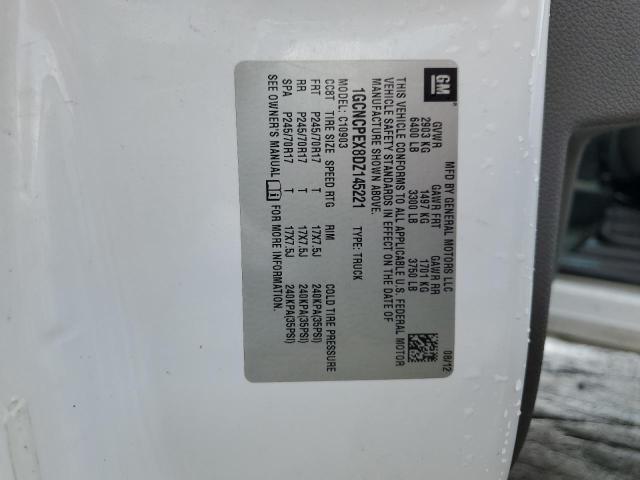 GM
MFD BY GENERAL MOTORS LLC 08/12
GVWR GAWR FRT GAWR RR
2903 KG 1497 KG 1701 KG
6400 LB 3300 LB 3750 LB
THIS VEHICLE CONFORMS TO ALL APPLICABLE U.S. FEDERAL MOTOR
VEHICLE SAFETY STANDARDS IN EFFECT ON THE DATE OF
MANUFACTURE SHOWN ABOVE.
1GCNCPEX8DZ145221 TYPE: TRUCK
MODEL: C10903
CC8T TIRE SIZE SPEED RTG RIM COLD TIRE PRESSURE
FRT P245/70R17 T 17X7.5J 240KPA(35PSI)
RR P245/70R17 T 17X7.5J 240KPA(35PSI)
SPA P245/70R17 T 17X7.5J 240KPA(35PSI)
SEE OWNER'S MANUAL FOR MORE INFORMATION.